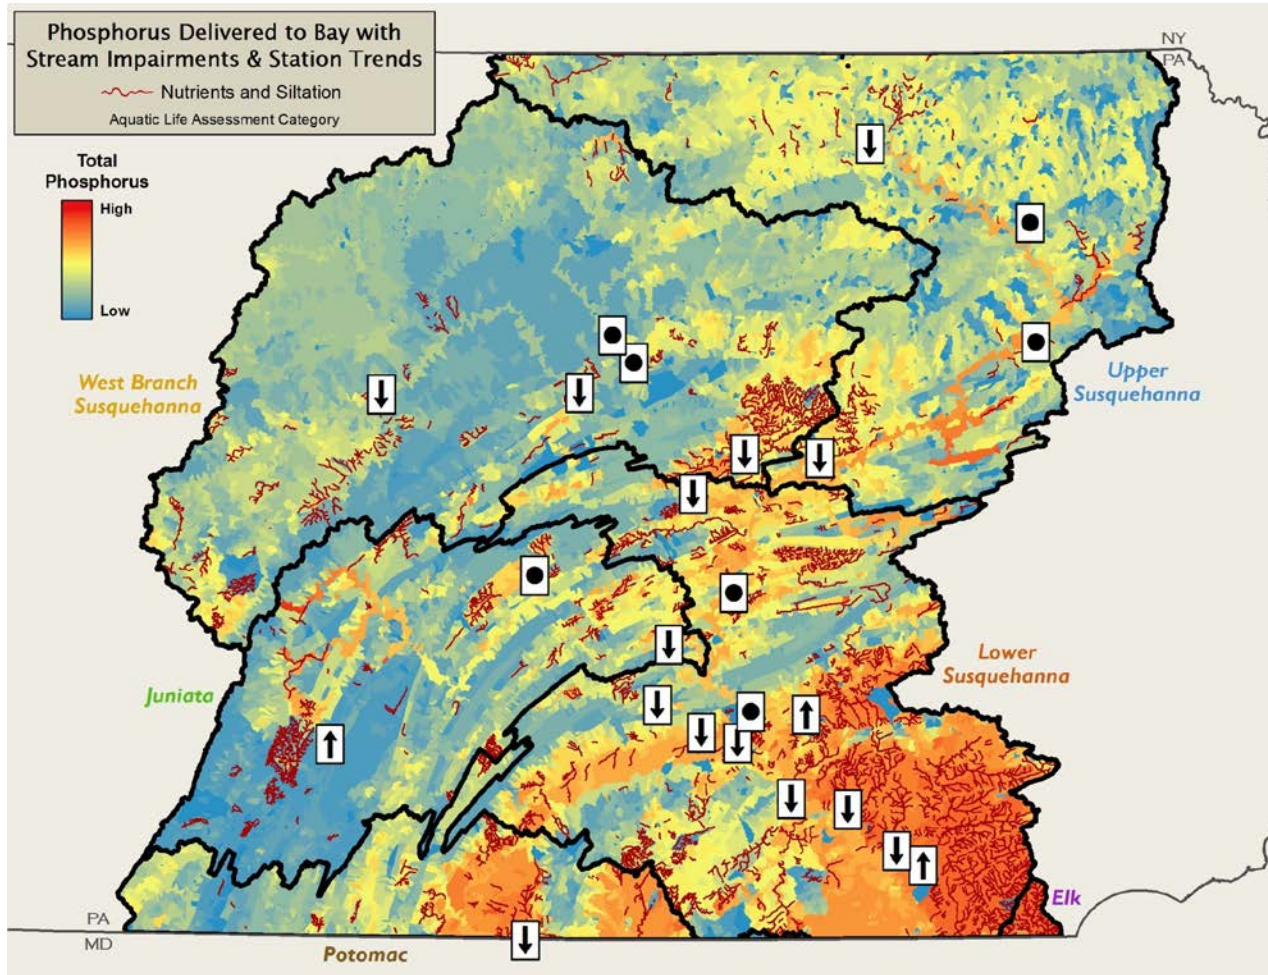 Phosphorus Delivered to Bay with
Stream Impairments & Station Trends
Nutrients and Siltation
Aquatic Life Assessment Category
NY
PA
Total
Phosphorus
High
Low
West Branch
Susquehanna
Upper
Susquehanna
Lower
Susquehanna
Juniata
Elk
PA
MD
Potomac